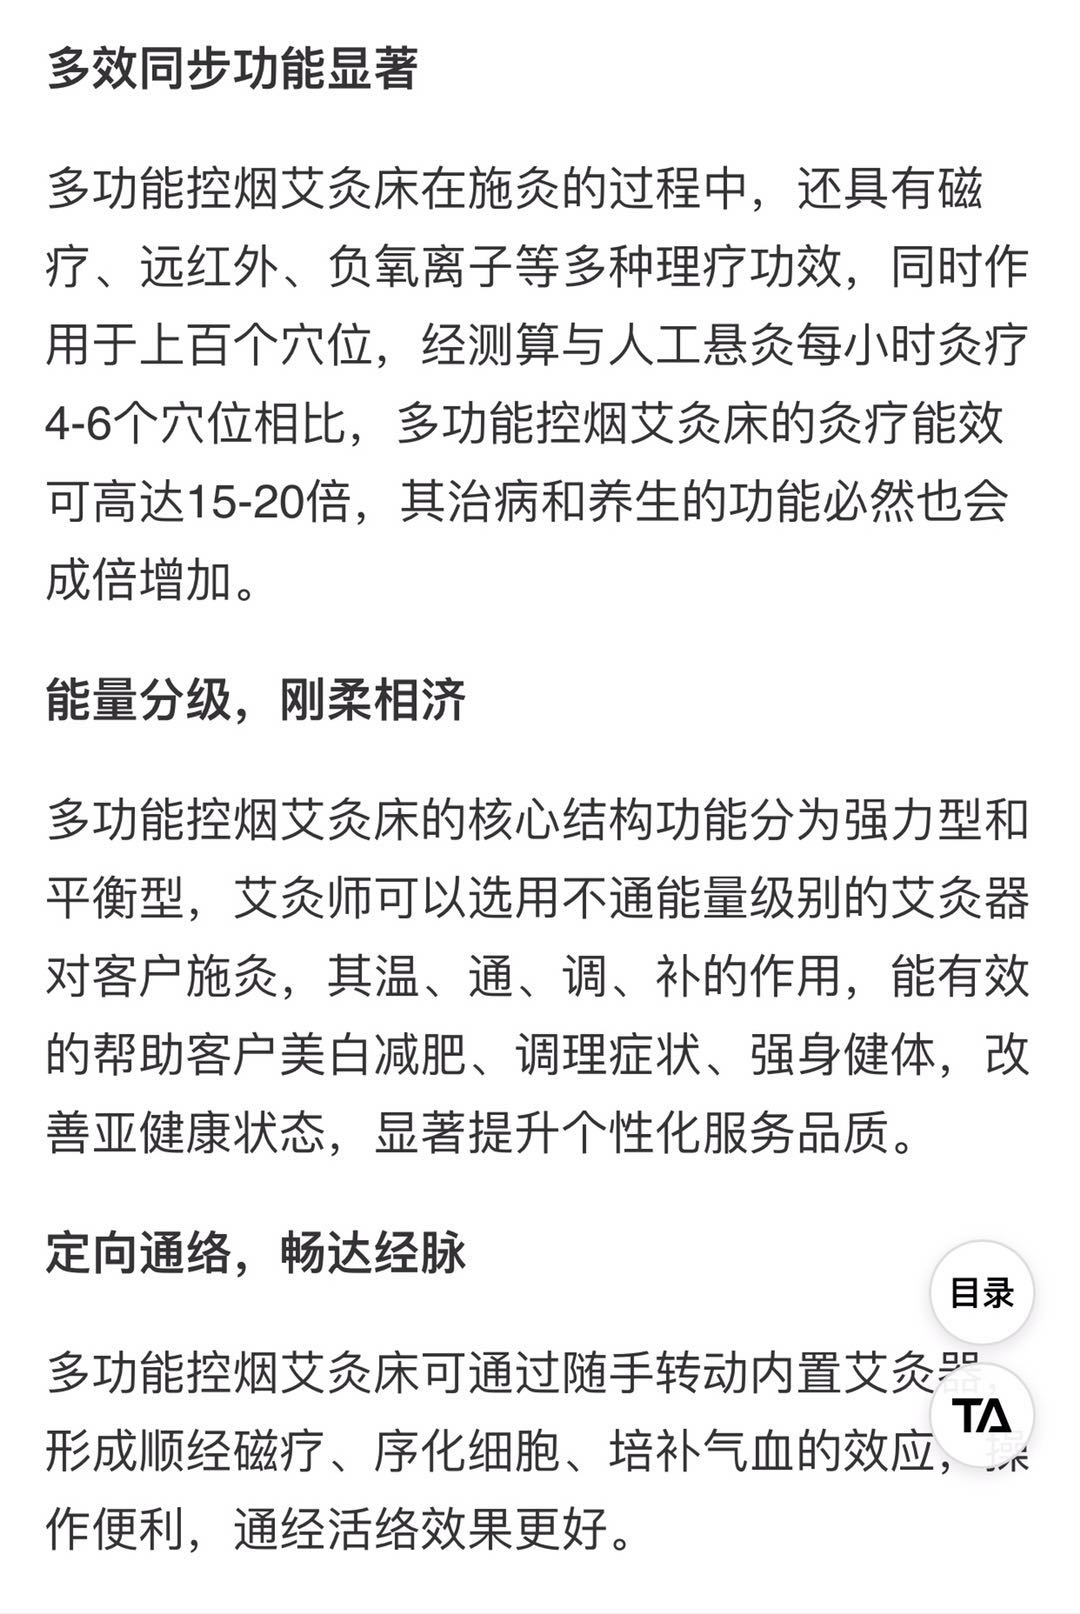 多效同步功能显著
多功能控烟艾灸床在施灸的过程中，还具有磁
疗、远红外、负氧离子等多种理疗功效，同时作
用于上百个穴位，经测算与人工悬灸每小时灸疗
4-6个穴位相比，多功能控烟艾灸床的灸疗能效
可高达15-20倍，其治病和养生的功能必然也会
成倍增加。
能量分级，刚柔相济
多功能控烟艾灸床的核心结构功能分为强力型和
平衡型，艾灸师可以选用不通能量级别的艾灸器
对客户施灸，其温、通、调、补的作用，能有效
的帮助客户美白减肥、调理症状、强身健体，改
善亚健康状态，显著提升个性化服务品质。
定向通络，畅达经脉
目录
多功能控烟艾灸床可通过随手转动内置艾灸器，
TA
形成顺经磁疗、序化细胞、培补气血的效应，操
作便利，通经活络效果更好。